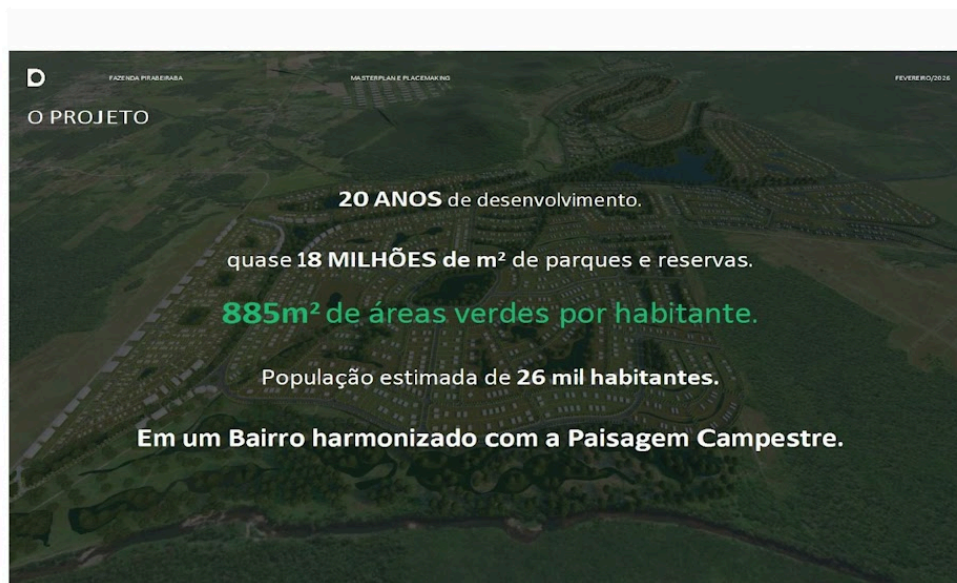 D
FAZENDA PIRABEIRABA
MASTERPLAN E PLACEMAKING
FEVEREIRO/2026
O PROJETO
20 ANOS de desenvolvimento.
quase 18 MILHÕES de m² de parques e reservas.
885m² de áreas verdes por habitante.
População estimada de 26 mil habitantes.
Em um Bairro harmonizado com a Paisagem Campestre.